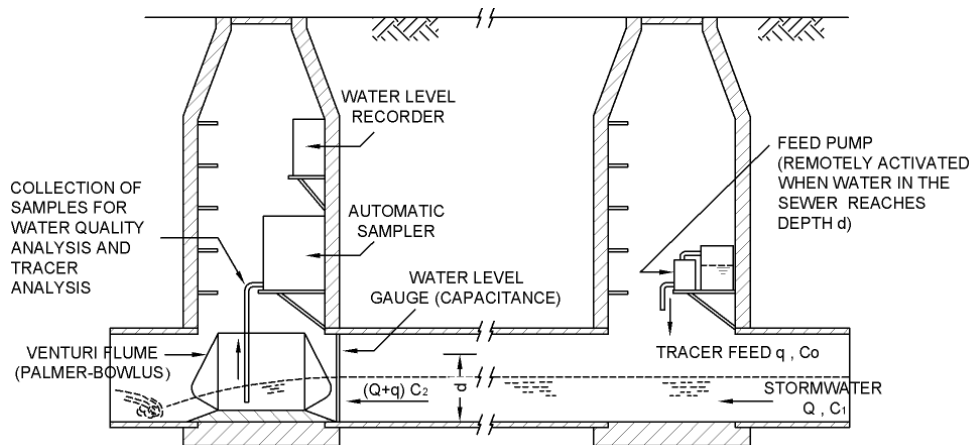 WATER LEVEL
RECORDER
COLLECTION OF
SAMPLES FOR
WATER QUALITY
ANALYSIS AND
TRACER
ANALYSIS
AUTOMATIC
SAMPLER
WATER LEVEL
GAUGE (CAPACITANCE)
FEED PUMP
(REMOTELY ACTIVATED
WHEN WATER IN THE
SEWER REACHES
DEPTH d)
VENTURI FLUME
(PALMER-BOWLUS)
(Q+q) C₂
d
TRACER FEED q , Co
STORMWATER
Q , C₁